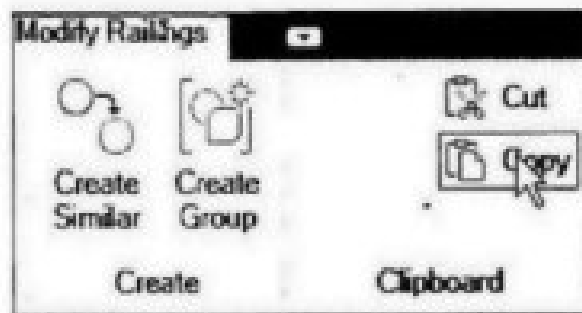 Modify Railings
Cut
Copy
Create Similar
Create Group
Create
Clipboard